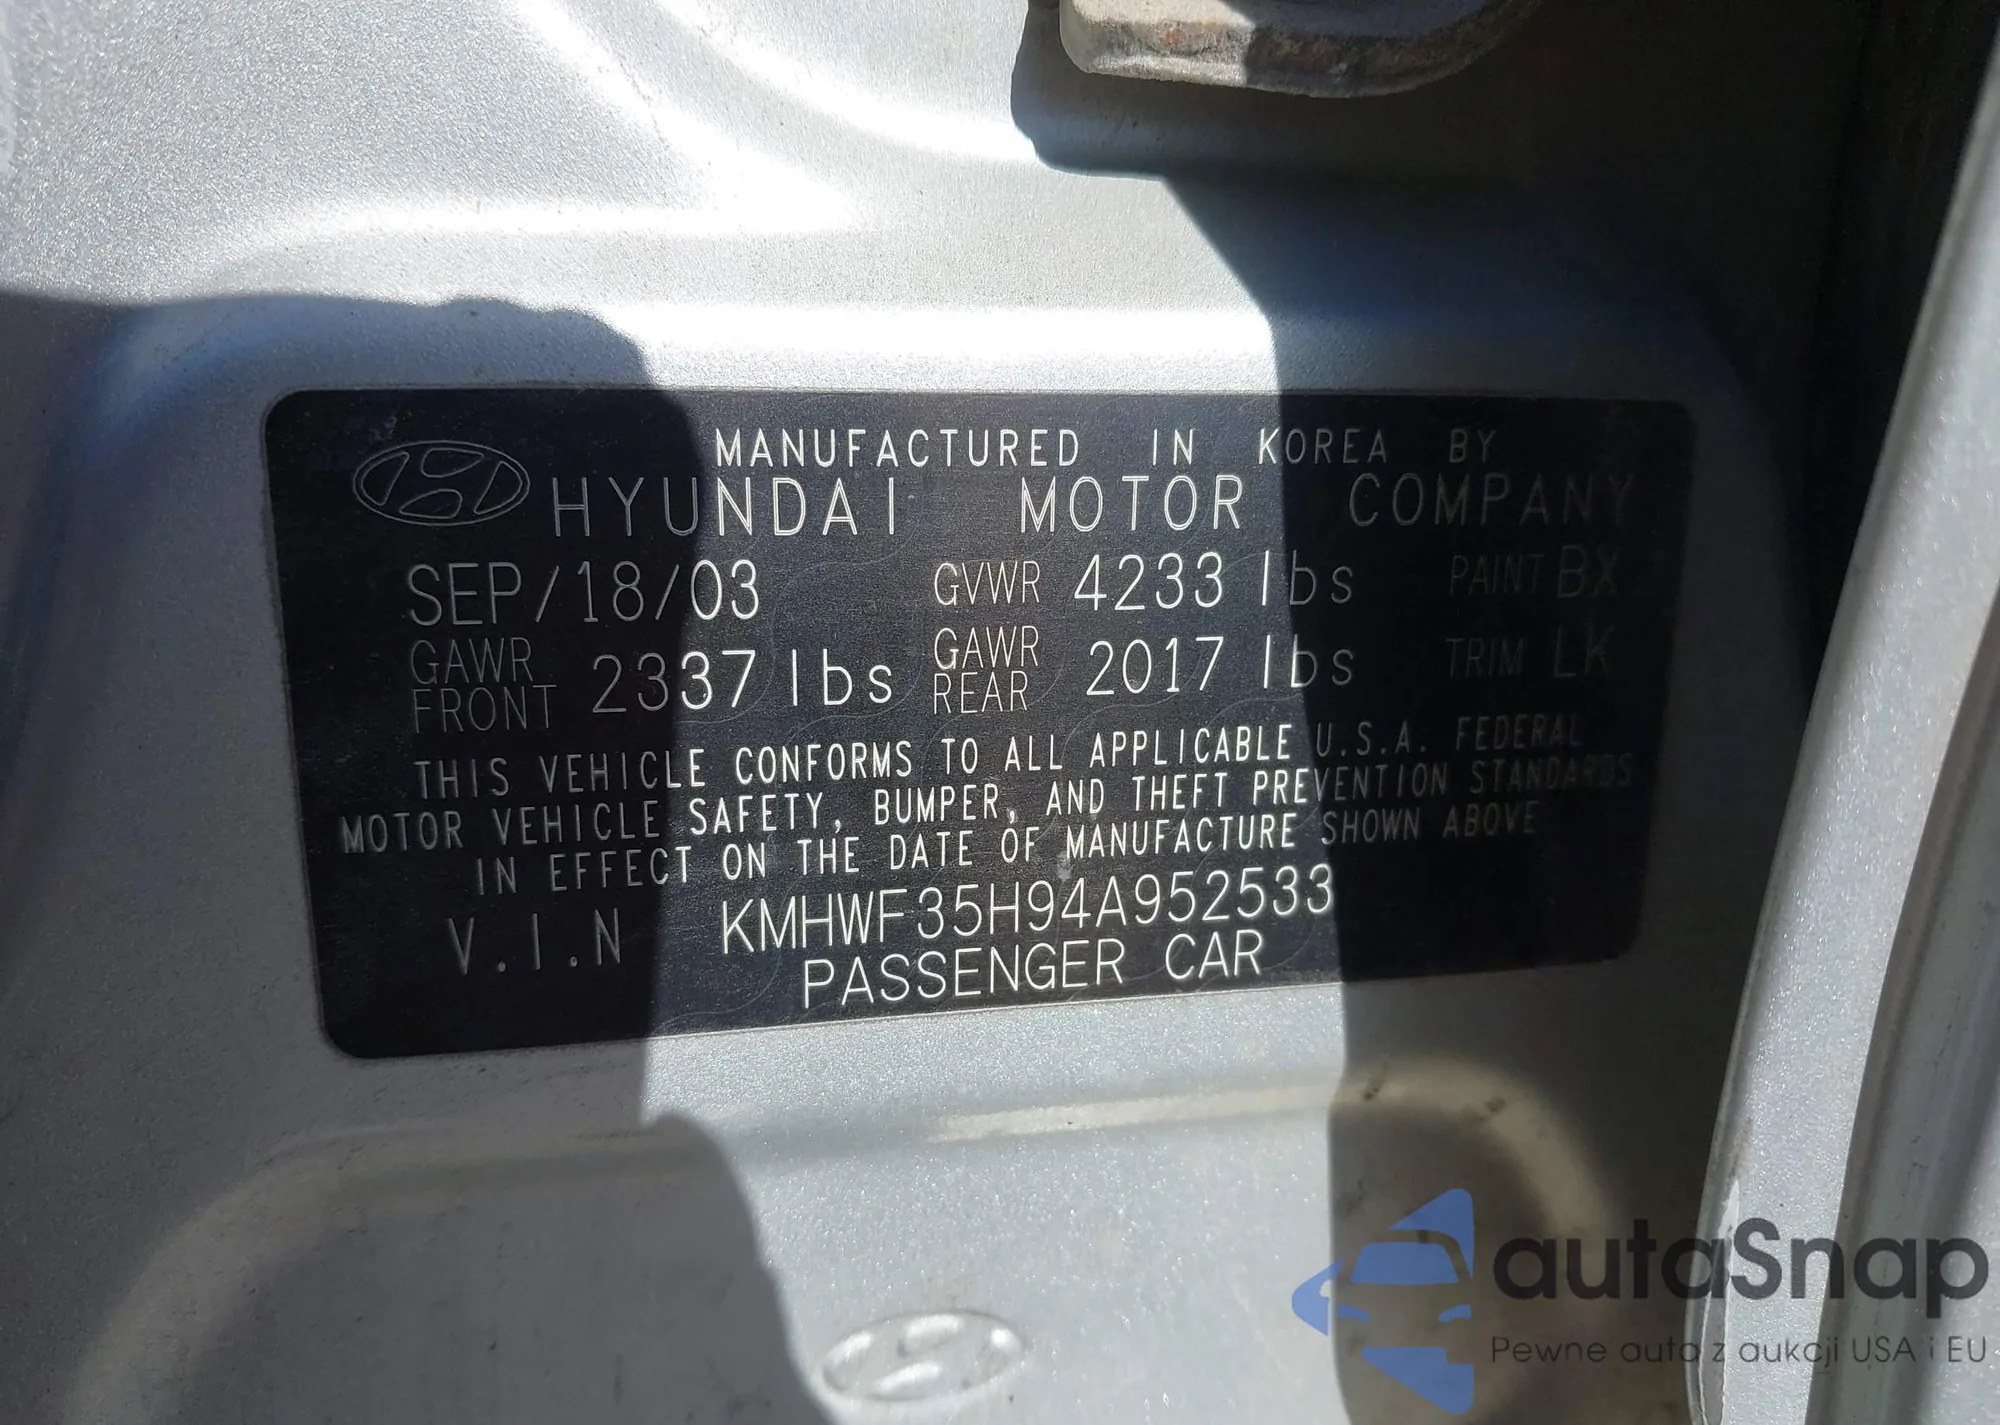 MANUFACTURED IN KOREA BY
HYUNDAI MOTOR COMPANY
SEP/18/03 GVWR 4233 lbs PAINT BX
GAWR FRONT 2337 lbs GAWR REAR 2017 lbs TRIM LK
THIS VEHICLE CONFORMS TO ALL APPLICABLE U.S.A. FEDERAL
MOTOR VEHICLE SAFETY, BUMPER, AND THEFT PREVENTION STANDARDS
IN EFFECT ON THE DATE OF MANUFACTURE SHOWN ABOVE
V.I.N KMHWF35H94A952533
PASSENGER CAR
autaSnap
Pewne auta z aukcji USA i EU